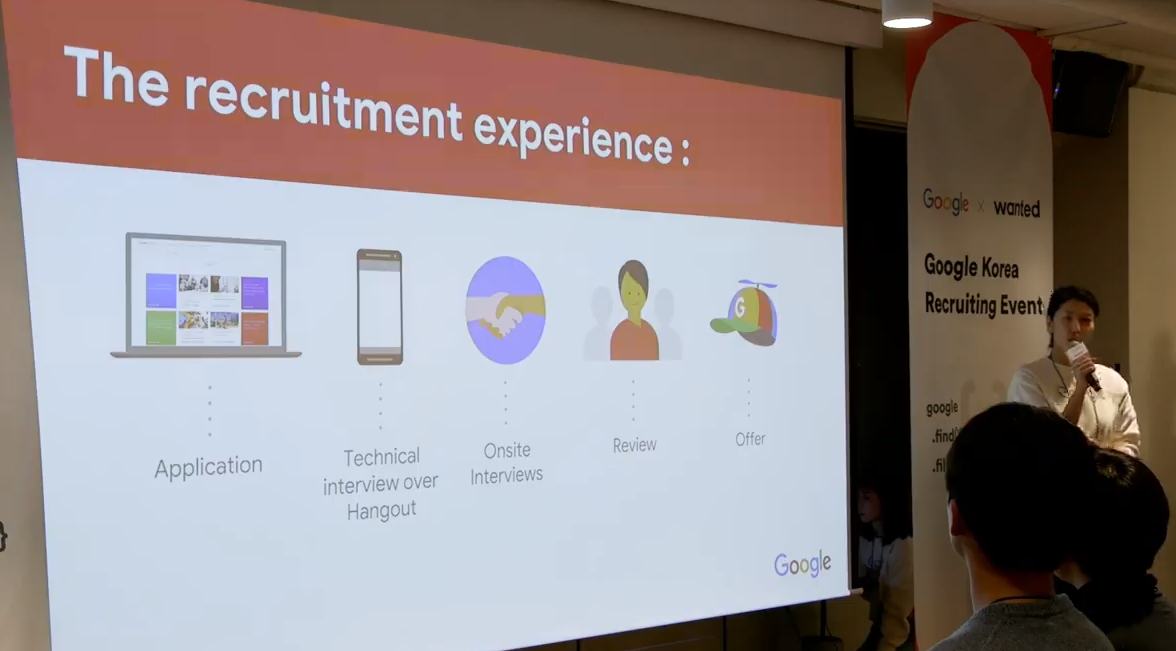 The recruitment experience :
Application
Technical
interview over
Hangout
Onsite
Interviews
Review
Offer
G
Google
Google x wanted
Google Korea
Recruiting Event
google
.find
.fil
}